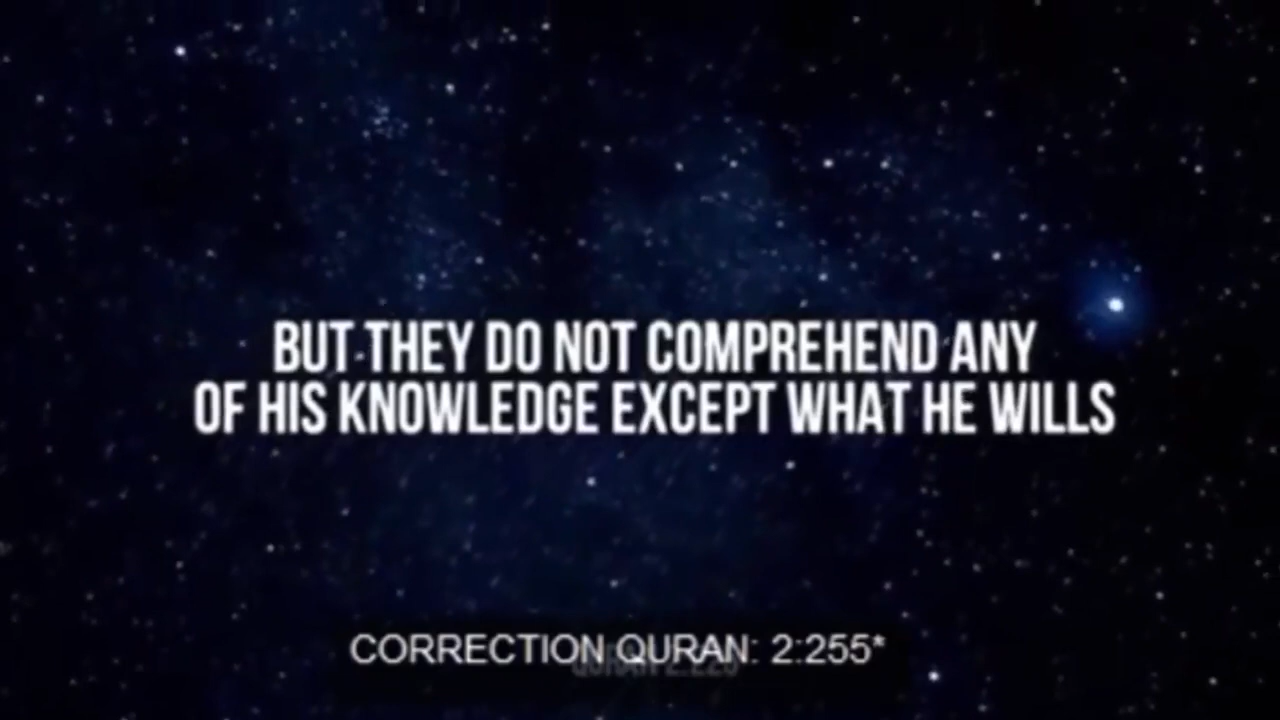 BUT THEY DO NOT COMPREHEND ANY
OF HIS KNOWLEDGE EXCEPT WHAT HE WILLS
CORRECTION QURAN: 2:255*